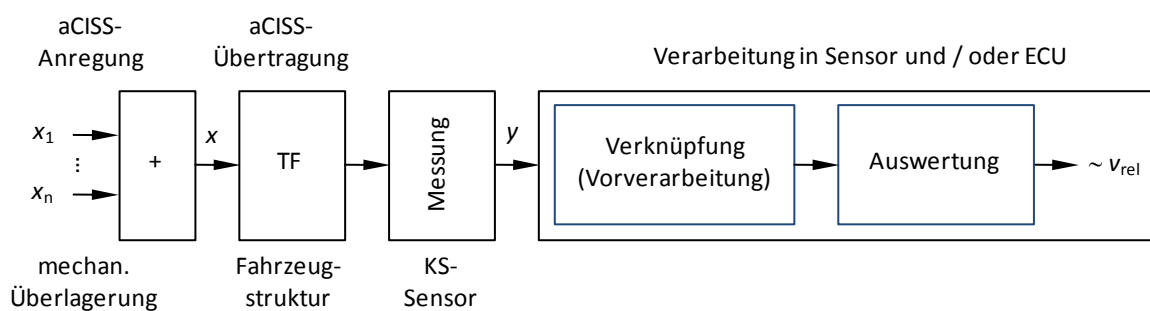 aCISS-
Anregung
aCISS-
Übertragung
Verarbeitung in Sensor und / oder ECU
x1
⋮
xn
+
x
TF
Messung
y
Verknüpfung
(Vorverarbeitung)
Auswertung
~ vrel
mechan.
Überlagerung
Fahrzeug-
struktur
KS-
Sensor